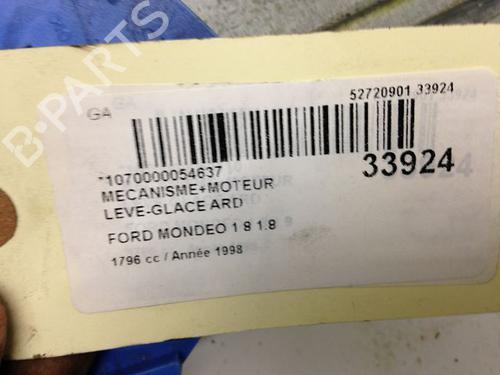 B-PARTS
GA
52720901 33924
*1070000054637
33924
MECANISME+MOTEUR
LEVE-GLACE ARD
FORD MONDEO 1 8 1.8
1796 cc / Année 1998